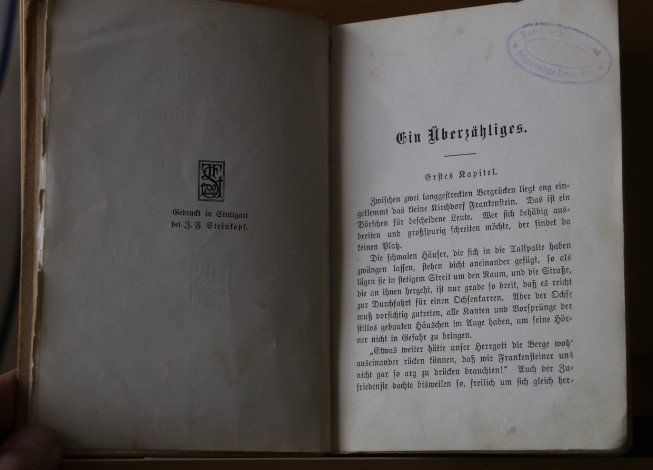 Gedruckt in Stuttgart
bei J. F. Steinkopf.
Schülerbibliothek
Primarschule Zürich
Ein Überzähliges.
Erstes Kapitel.
Zwischen zwei langgestreckten Bergrücken liegt eng ein-
geklemmt das kleine Kirchdorf Frankenstein. Das ist ein
Dörfchen für bescheidene Leute. Wer sich behäbig aus-
breiten und großspurig schreiten möchte, der findet da
keinen Platz.
Die schmalen Häuser, die sich in die Talspalte haben
zwängen lassen, stehen dicht aneinander gefügt, so als
lägen sie in stetigem Streit um den Raum, und die Straße,
die an ihnen hergeht, ist nur grade so breit, daß es reicht
zur Durchfahrt für einen Ochsenkarren. Aber der Ochse
muß vorsichtig zutreten, alle Kanten und Vorsprünge der
stillos gebauten Häuschen im Auge haben, um seine Hör-
ner nicht in Gefahr zu bringen.
„Etwas weiter hätte unser Herrgott die Berge wohl
auseinander rücken können, daß wir Frankensteiner uns
nicht gar so arg zu drücken brauchten!" Auch der Zu-
friedenste dachte bisweilen so, freilich um sich gleich her-